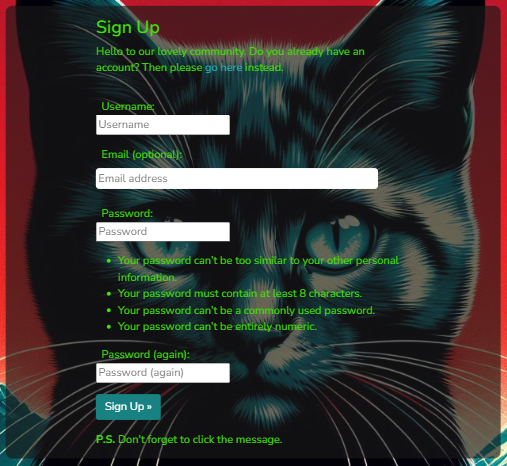 Sign Up
Hello to our lovely community. Do you already have an
account? Then please go here instead.
Username:
Username
Email (optional):
Email address
Password:
Password
Your password can't be too similar to your other personal
information.
Your password must contain at least 8 characters.
Your password can't be a commonly used password.
Your password can't be entirely numeric.
Password (again):
Password (again)
Sign Up »
P.S. Don't forget to click the message.